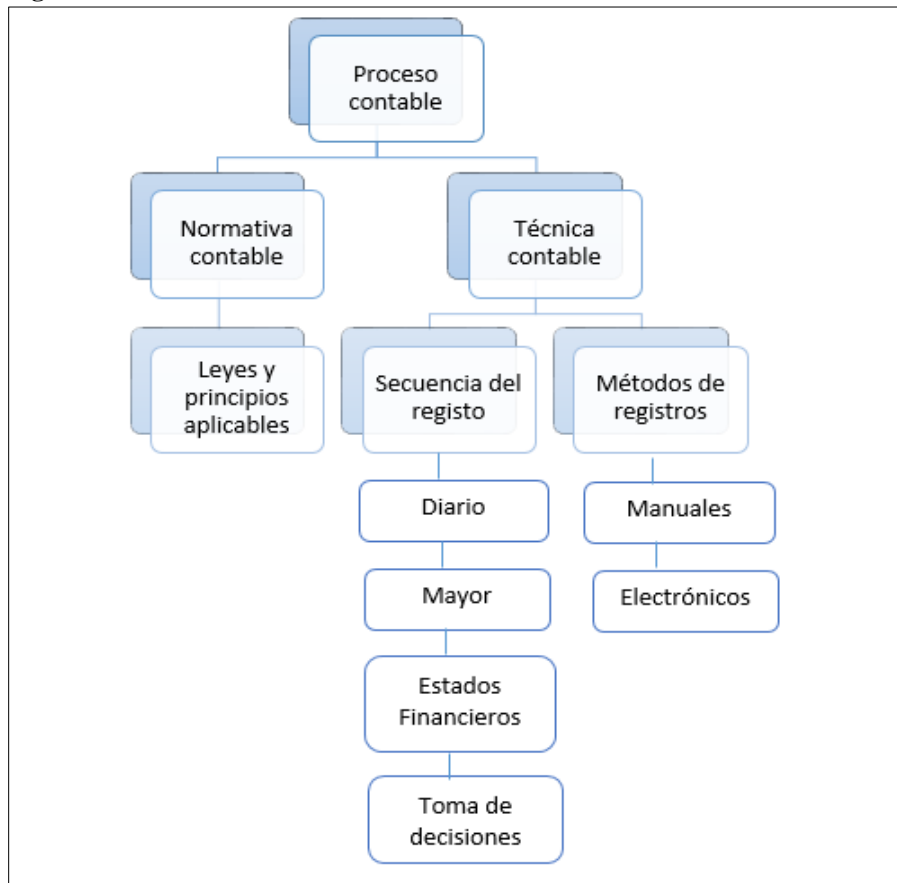 Proceso
contable
Normativa
contable
Técnica
contable
Leyes y
principios
aplicables
Secuencia del
registo
Métodos de
registros
Diario
Manuales
Mayor
Electrónicos
Estados
Financieros
Toma de
decisiones